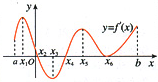 y
y=f′(x)
a x₁ O x₂ x₃ x₄ x₅ x₆ b x